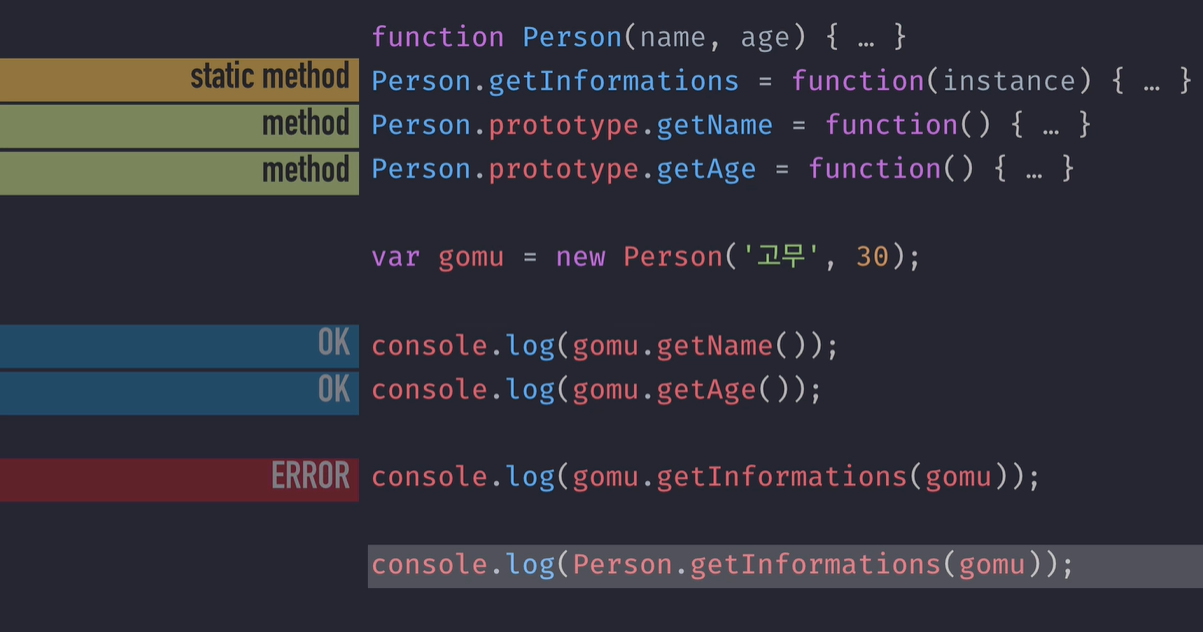 function Person(name, age) { … }
static method Person.getInformations = function(instance) { … }
method Person.prototype.getName = function() { … }
method Person.prototype.getAge = function() { … }
var gomu = new Person('고무', 30);
OK console.log(gomu.getName());
OK console.log(gomu.getAge());
ERROR console.log(gomu.getInformations(gomu));
console.log(Person.getInformations(gomu));